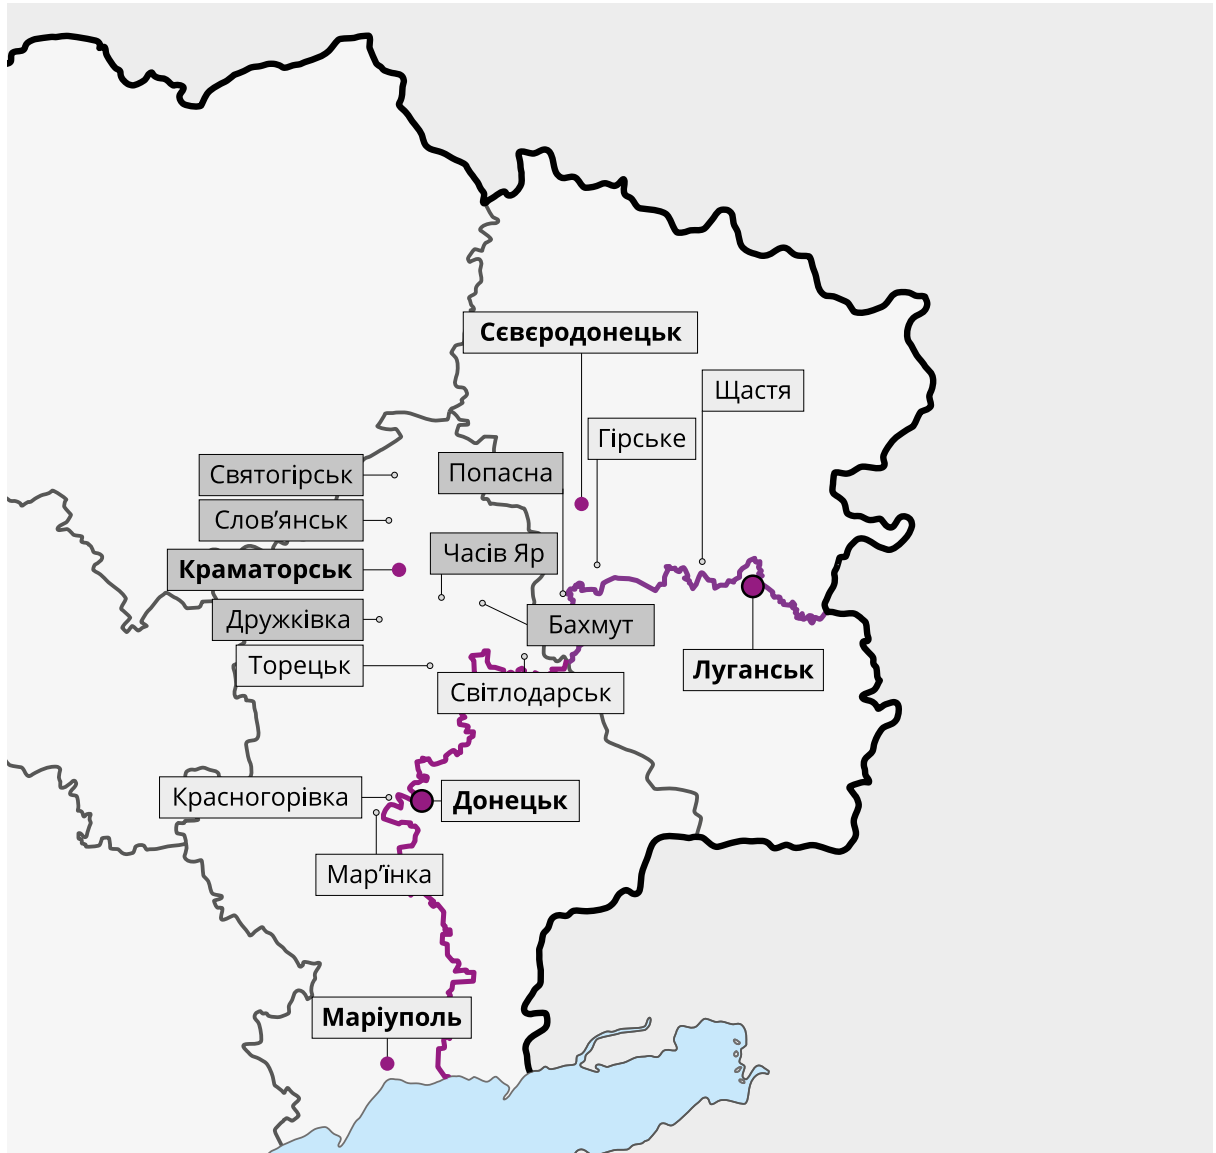 Сєвєродонецьк
Щастя
Гірське
Святогірськ
Попасна
Слов’янськ
Часів Яр
Краматорськ
Дружківка
Бахмут
Торецьк
Луганськ
Світлодарськ
Красногорівка
Донецьк
Мар’їнка
Маріуполь